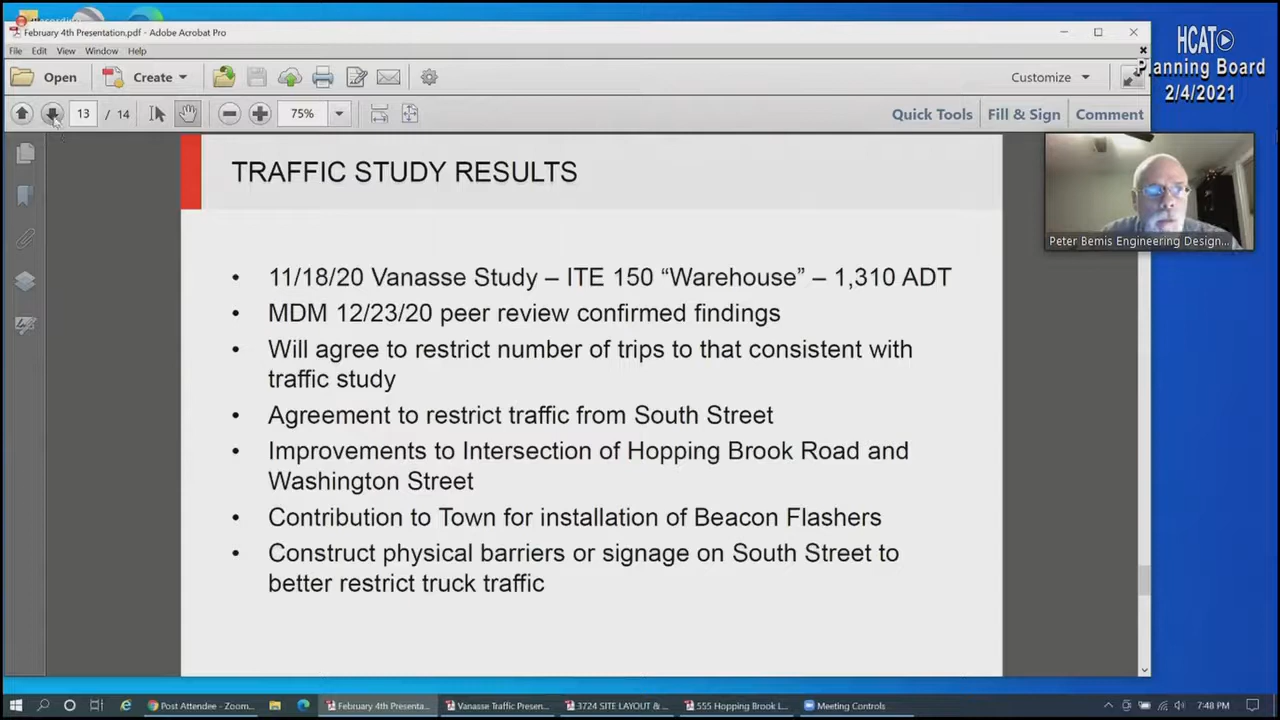 Recording
February 4th Presentation.pdf - Adobe Acrobat Pro
File Edit View Window Help
Open Create Customize
13 / 14 75% Quick Tools Fill & Sign Comment
HCAT
Planning Board
2/4/2021
TRAFFIC STUDY RESULTS
• 11/18/20 Vanasse Study – ITE 150 “Warehouse” – 1,310 ADT
• MDM 12/23/20 peer review confirmed findings
• Will agree to restrict number of trips to that consistent with
traffic study
• Agreement to restrict traffic from South Street
• Improvements to Intersection of Hopping Brook Road and
Washington Street
• Contribution to Town for installation of Beacon Flashers
• Construct physical barriers or signage on South Street to
better restrict truck traffic
Peter Bemis Engineering Design...
Post Attendee - Zoom... February 4th Presenta... Vanasse Traffic Presen... 3724 SITE LAYOUT &... 555 Hopping Brook L... Meeting Controls 7:48 PM